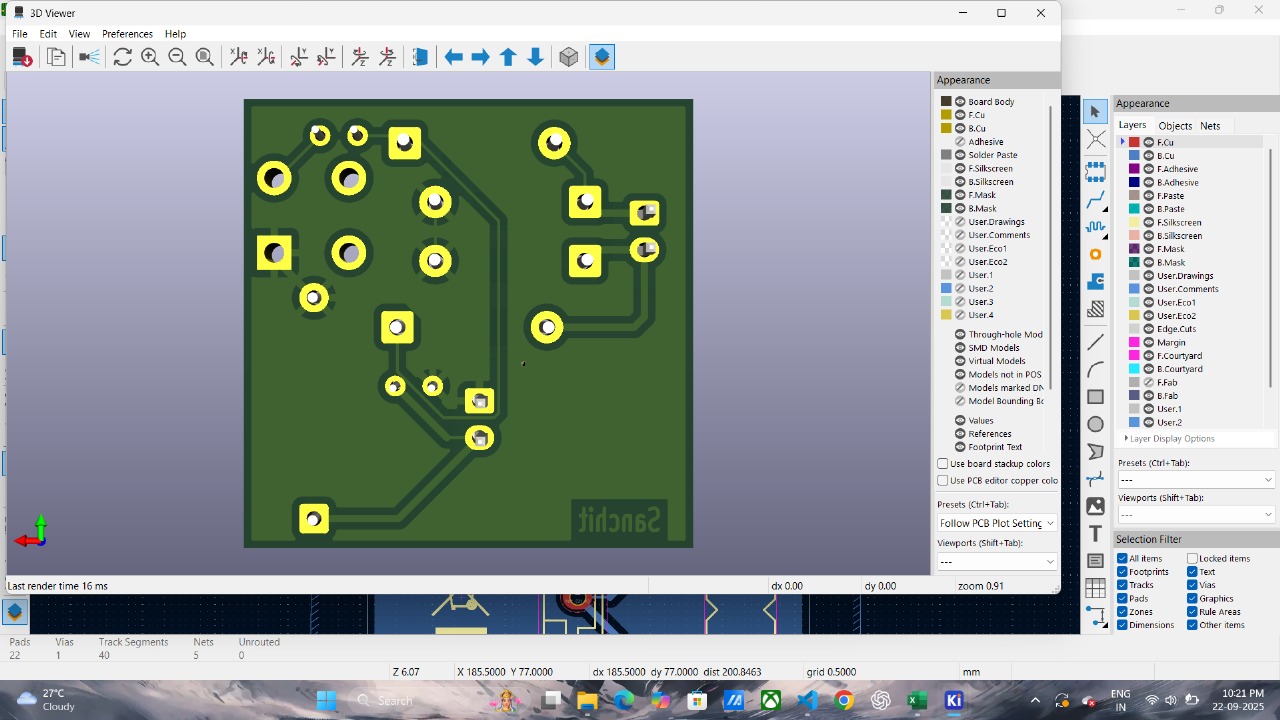 3D Viewer
File Edit View Preferences Help
Appearance
Board Body
F.Cu
B.Cu
Adhesive
Solder Paste
F.Silkscreen
B.Silkscreen
F.Mask
B.Mask
User.Drawings
User.Comments
User.Eco1
User.Eco2
User.1
User.2
User.3
User.4
Through-hole Mod
SMD Models
Virtual Models
Models not in POS
Models marked DN
Model Bounding Bo
Values
References
Footprint Text
Use board stackup colors
Use PCB editor copper colo
Presets (Ctrl+Tab):
Follow PCB Plot Setting
Viewports (Shift+Tab):
---
Sanchit
Last render time 16 ms
dx 0.00
dy 0.00
zoom 0.91
Appearance
Layers Objects Nets
F.Cu
F.Adhesive
B.Adhesive
F.Paste
B.Paste
F.Silkscreen
B.Silkscreen
F.Mask
B.Mask
User.Drawings
User.Comments
User.Eco1
User.Eco2
Edge.Cuts
Margin
F.Courtyard
B.Courtyard
User.1
User.2
Layer Display Options
Presets (Ctrl+Tab):
---
Viewports (Shift+Tab):
---
Selection Filter
All items Locked items
Footprints Text
Tracks Vias
Pads Graphics
Zones Rule Areas
Dimensions Other items
Pads Vias Track Segments Nets Unrouted
22 1 40 5 0
Z 6.07
X 185.5000 Y 77.0000
dx 185.5000 dy 77.0000 dist 200.8463
grid 0.5000
mm
27°C
Cloudy
Search
ENG
IN
10:21 PM
22-09-2025